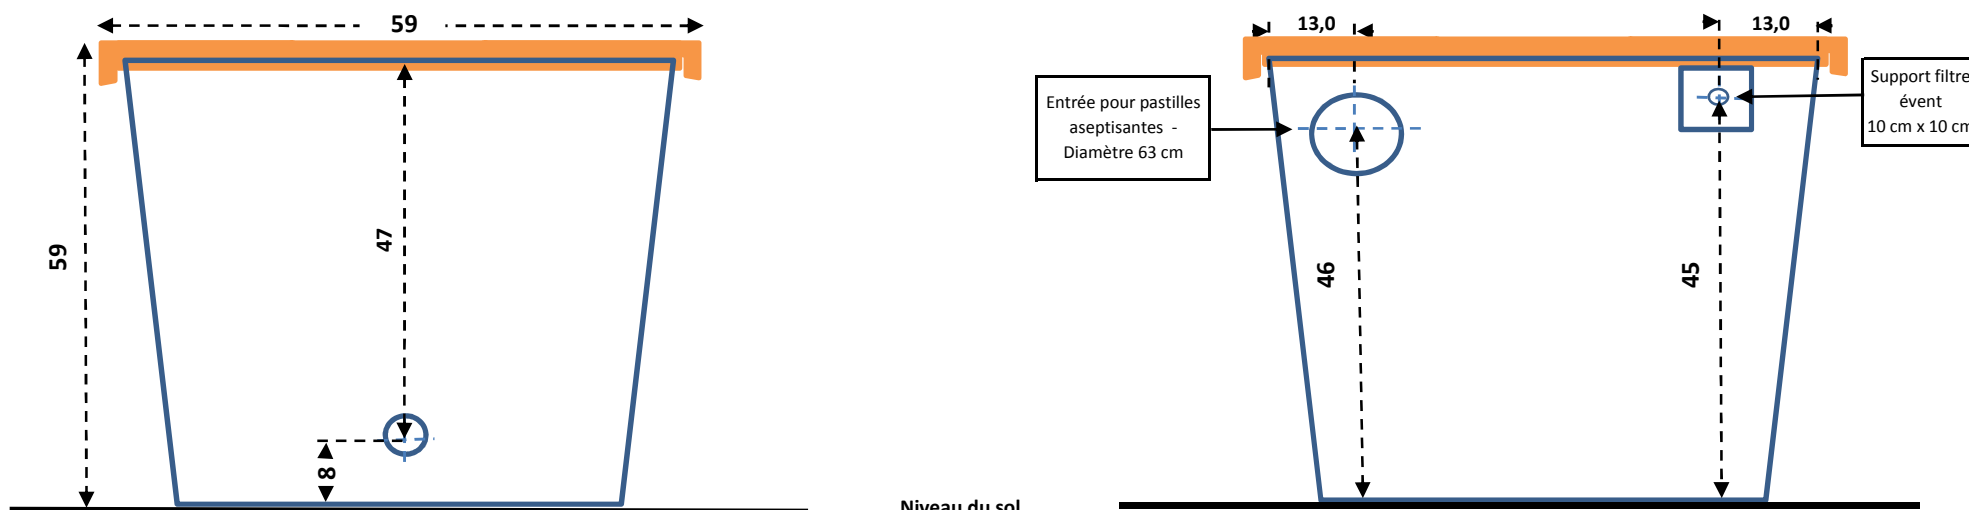 59
59
47
8
Niveau du sol
13,0
13,0
Entrée pour pastilles
aseptisantes -
Diamètre 63 cm
Support filtre
évent
10 cm x 10 cm
46
45